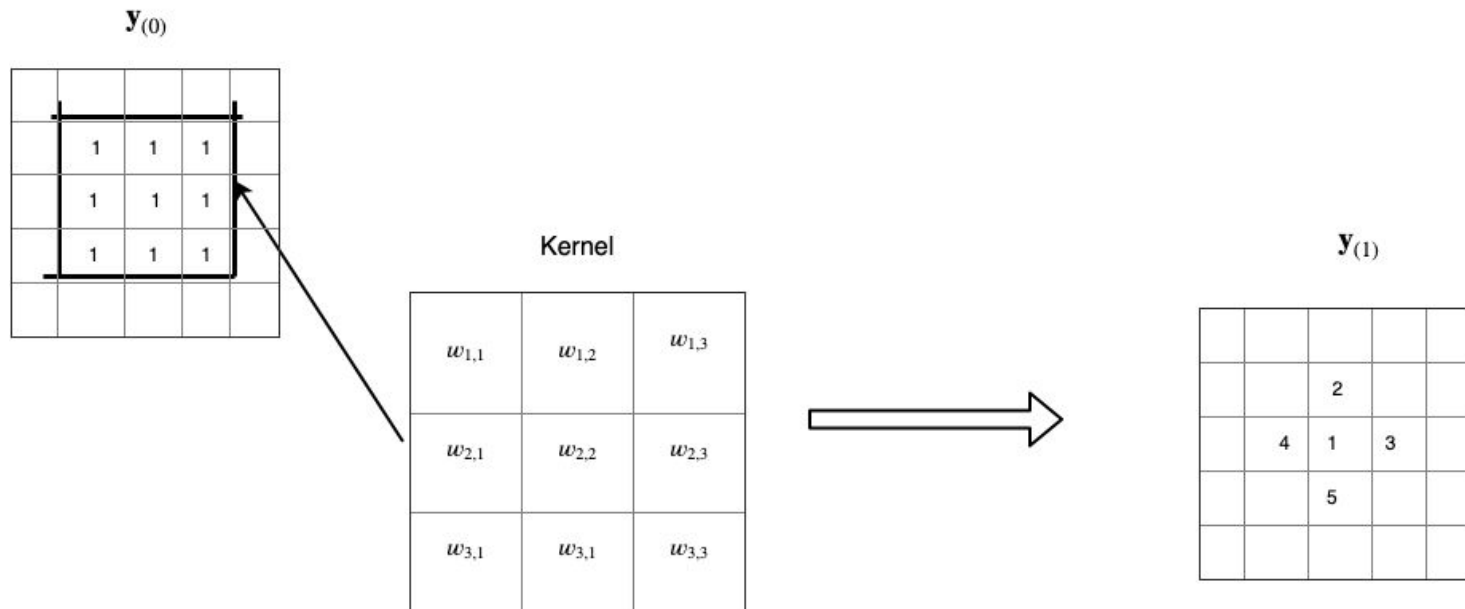 y(0)
1 1 1
1 1 1
1 1 1
Kernel
w1,1 w1,2 w1,3
w2,1 w2,2 w2,3
w3,1 w3,1 w3,3
y(1)
2
4 1 3
5